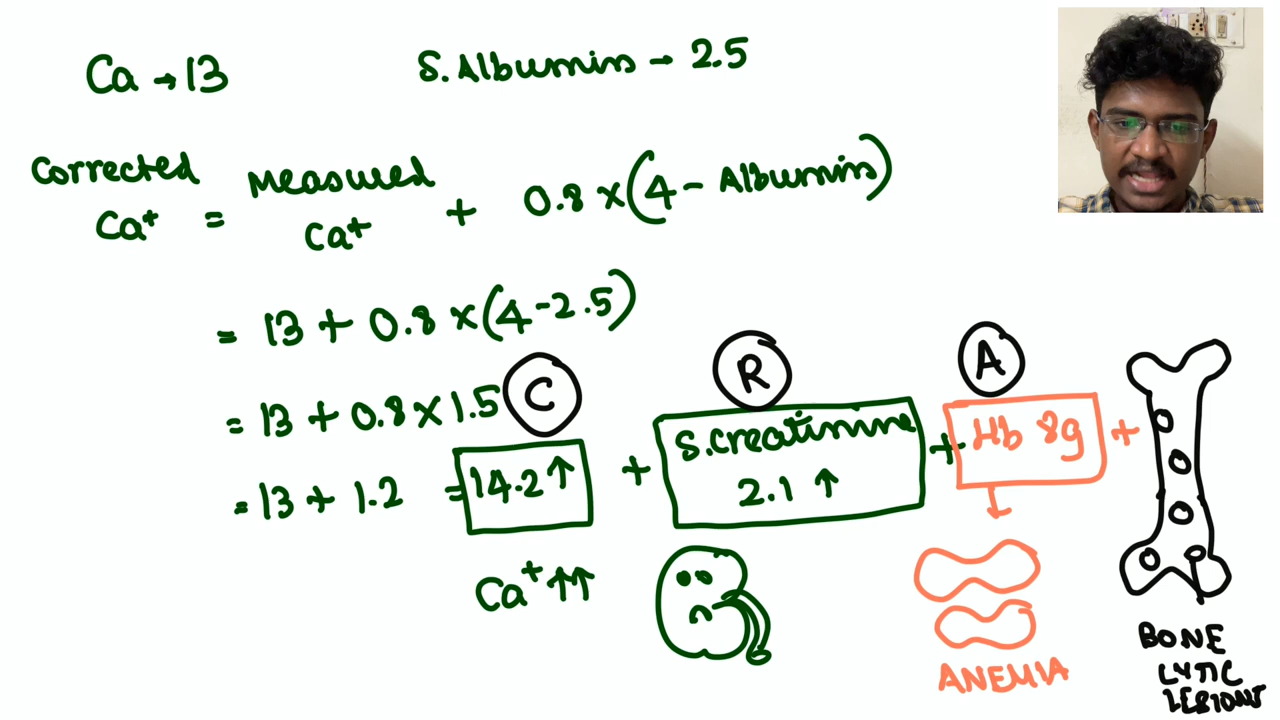 Ca → 13
S. Albumin → 2.5
Corrected Ca+ = Measured Ca+ + 0.8 × (4 - Albumin)
= 13 + 0.8 × (4 - 2.5)
= 13 + 0.8 × 1.5
= 13 + 1.2 = 14.2 ↑ + S. Creatinine 2.1 ↑ + Hb 8g +
C
R
A
Ca+ ↑↑
ANEMIA
BONE
LYTIC
LESIONS